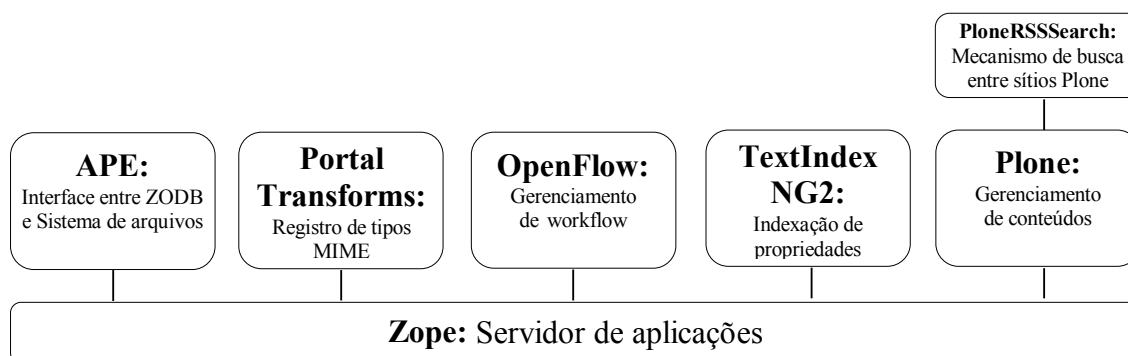 PloneRSSSearch:
Mecanismo de busca
entre sítios Plone
APE:
Interface entre ZODB
e Sistema de arquivos
Portal
Transforms:
Registro de tipos
MIME
OpenFlow:
Gerenciamento
de workflow
TextIndex
NG2:
Indexação de
propriedades
Plone:
Gerenciamento
de conteúdos
Zope: Servidor de aplicações